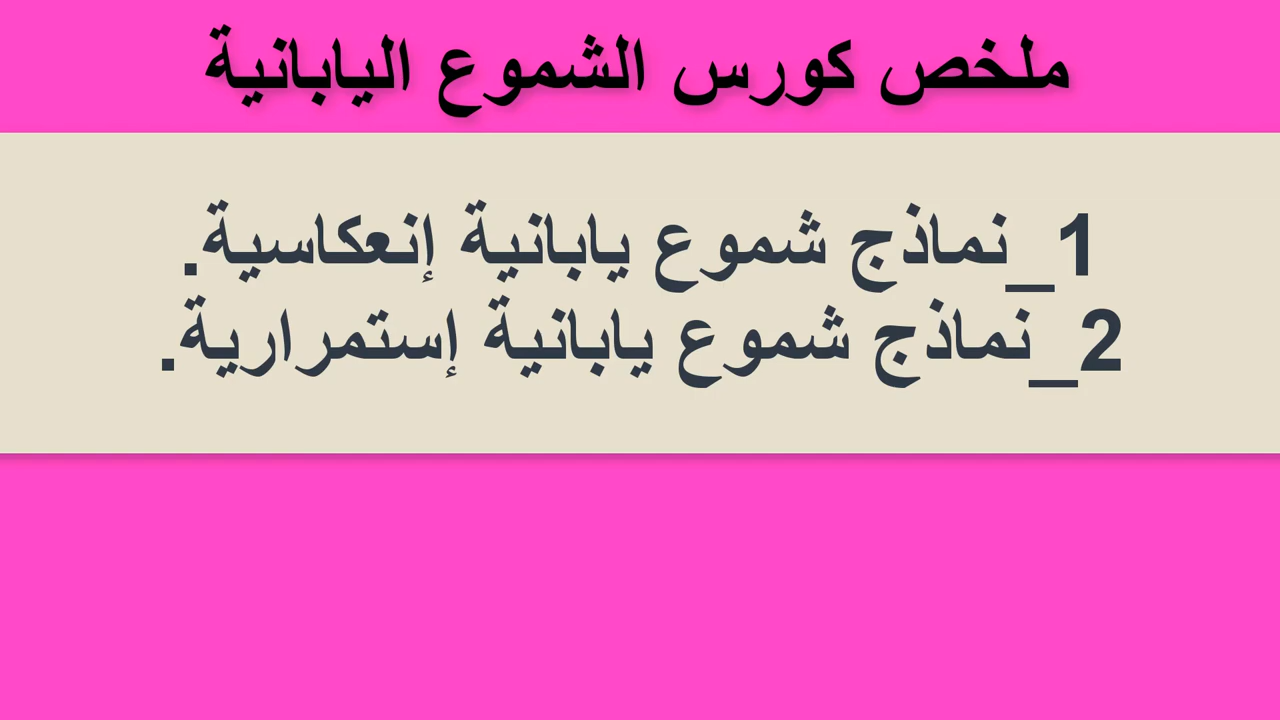 ملخص كورس الشموع اليابانية
1_نماذج شموع يابانية إنعكاسية.
2_نماذج شموع يابانية إستمرارية.